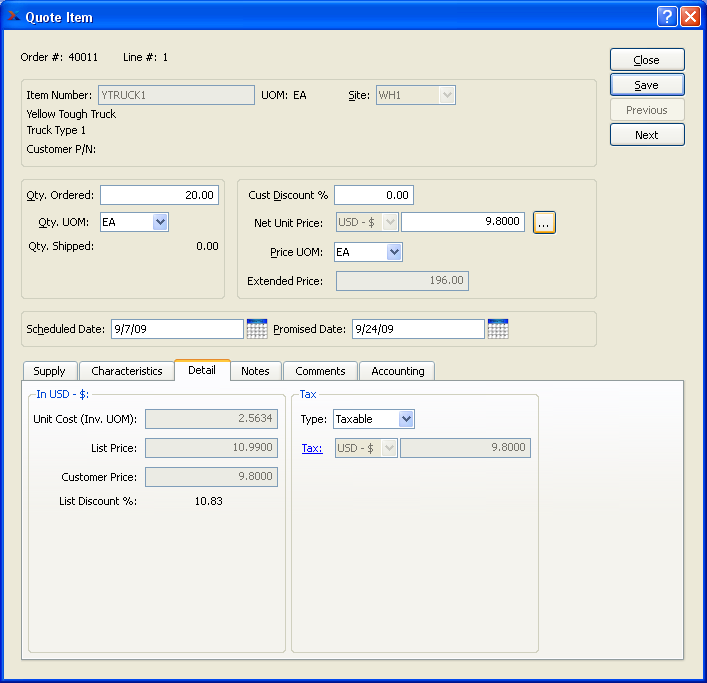 Quote Item
Order #: 40011 Line #: 1
Close
Save
Previous
Next
Item Number: YTRUCK1 UOM: EA Site: WH1
Yellow Tough Truck
Truck Type 1
Customer P/N:
Qty. Ordered: 20.00
Qty. UOM: EA
Qty. Shipped: 0.00
Cust Discount % 0.00
Net Unit Price: USD - $ 9.8000 ...
Price UOM: EA
Extended Price: 196.00
Scheduled Date: 9/7/09 Promised Date: 9/24/09
Supply Characteristics Detail Notes Comments Accounting
In USD - $:
Unit Cost (Inv. UOM): 2.5634
List Price: 10.9900
Customer Price: 9.8000
List Discount %: 10.83
Tax
Type: Taxable
Tax: USD - $ 9.8000